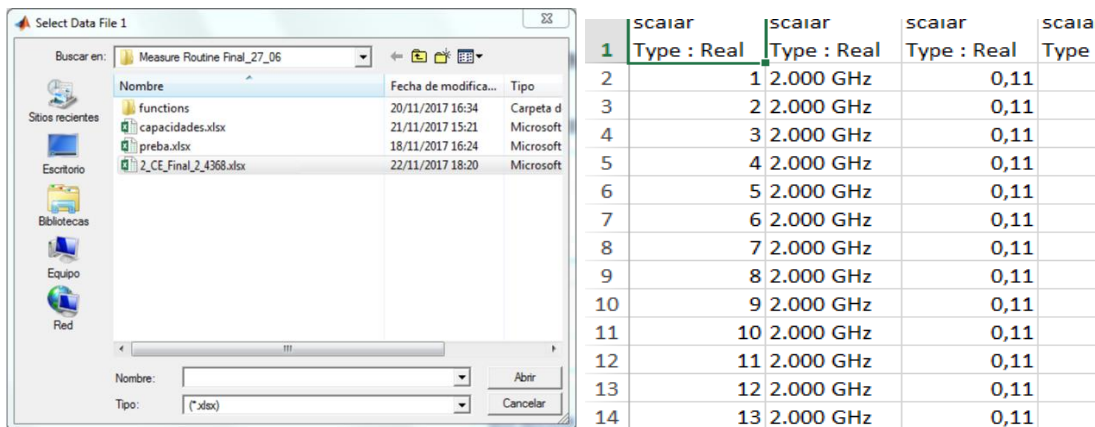 Select Data File 1
Buscar en: Measure Routine Final_27_06
Nombre Fecha de modifica... Tipo
functions 20/11/2017 16:34 Carpeta d
capacidades.xlsx 21/11/2017 15:21 Microsoft
preba.xlsx 18/11/2017 16:24 Microsoft
2_CE_Final_2_4368.xlsx 22/11/2017 18:20 Microsoft
Sitios recientes
Escritorio
Bibliotecas
Equipo
Red
Nombre: Abrir
Tipo: (*.xlsx) Cancelar
scalar scalar scalar scala
1 Type : Real Type : Real Type : Real Type
2 1 2.000 GHz 0,11
3 2 2.000 GHz 0,11
4 3 2.000 GHz 0,11
5 4 2.000 GHz 0,11
6 5 2.000 GHz 0,11
7 6 2.000 GHz 0,11
8 7 2.000 GHz 0,11
9 8 2.000 GHz 0,11
10 9 2.000 GHz 0,11
11 10 2.000 GHz 0,11
12 11 2.000 GHz 0,11
13 12 2.000 GHz 0,11
14 13 2.000 GHz 0,11